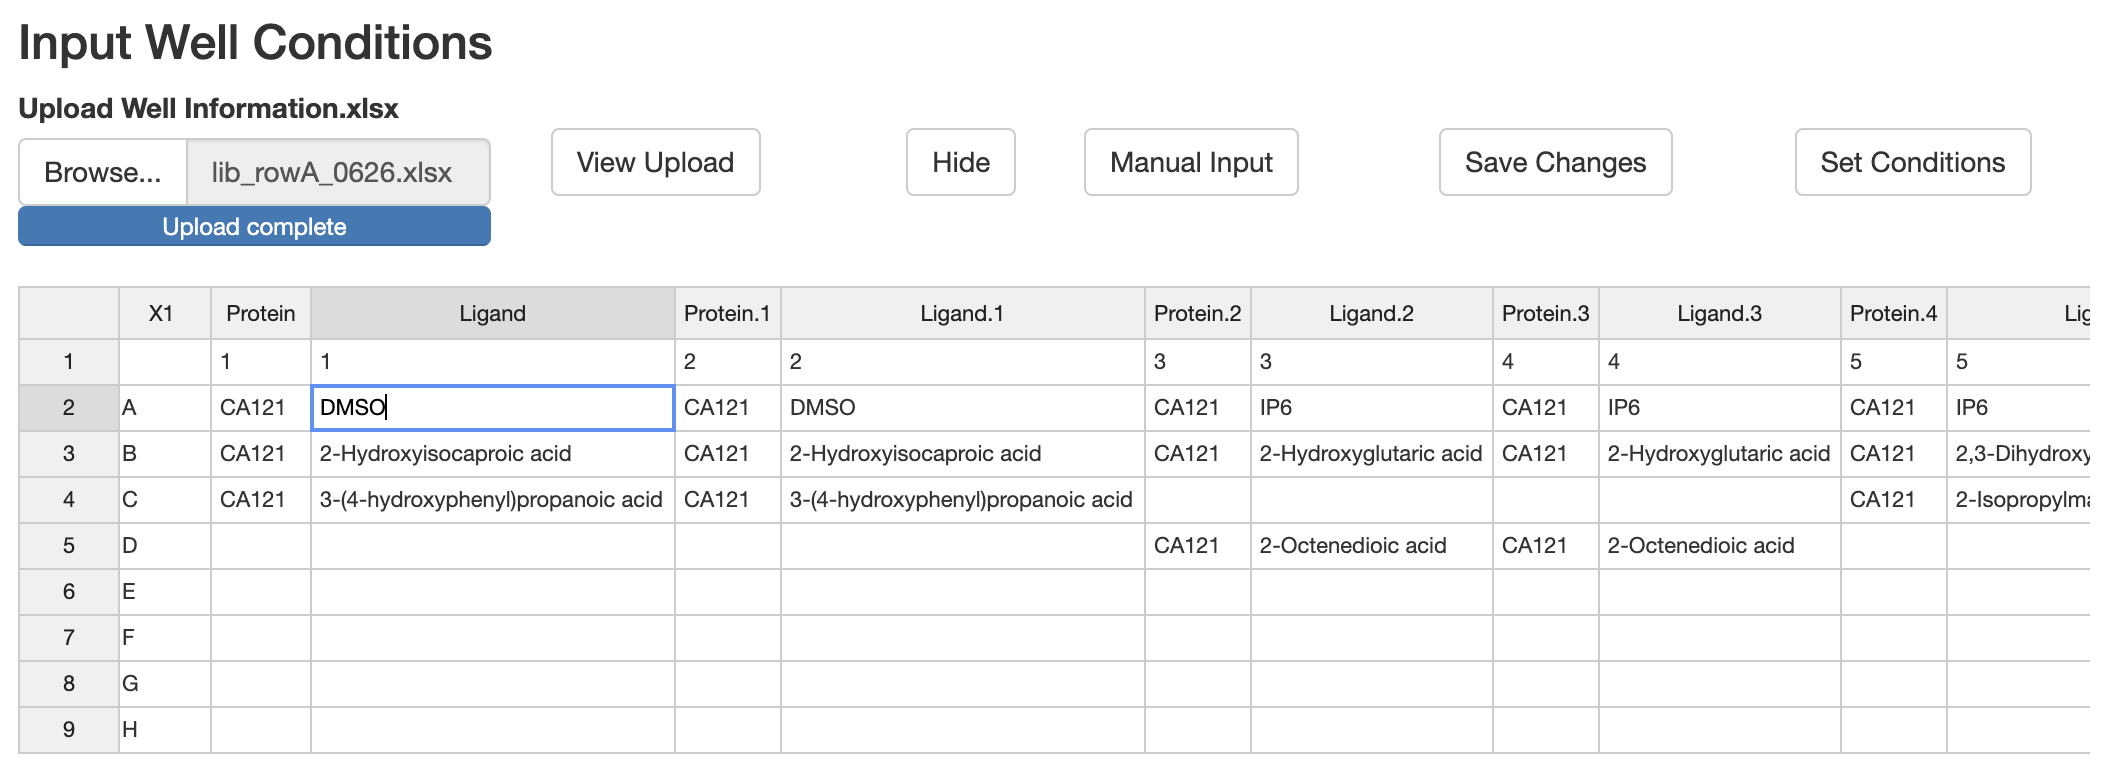 Input Well Conditions
Upload Well Information.xlsx
Browse... lib_rowA_0626.xlsx View Upload Hide Manual Input Save Changes Set Conditions
Upload complete
X1 Protein Ligand Protein.1 Ligand.1 Protein.2 Ligand.2 Protein.3 Ligand.3 Protein.4 Lig
1 1 1 2 2 3 3 4 4 5 5
2 A CA121 DMSO CA121 DMSO CA121 IP6 CA121 IP6 CA121 IP6
3 B CA121 2-Hydroxyisocaproic acid CA121 2-Hydroxyisocaproic acid CA121 2-Hydroxyglutaric acid CA121 2-Hydroxyglutaric acid CA121 2,3-Dihydroxy
4 C CA121 3-(4-hydroxyphenyl)propanoic acid CA121 3-(4-hydroxyphenyl)propanoic acid CA121 2-Isopropylma
5 D CA121 2-Octenedioic acid CA121 2-Octenedioic acid
6 E
7 F
8 G
9 H